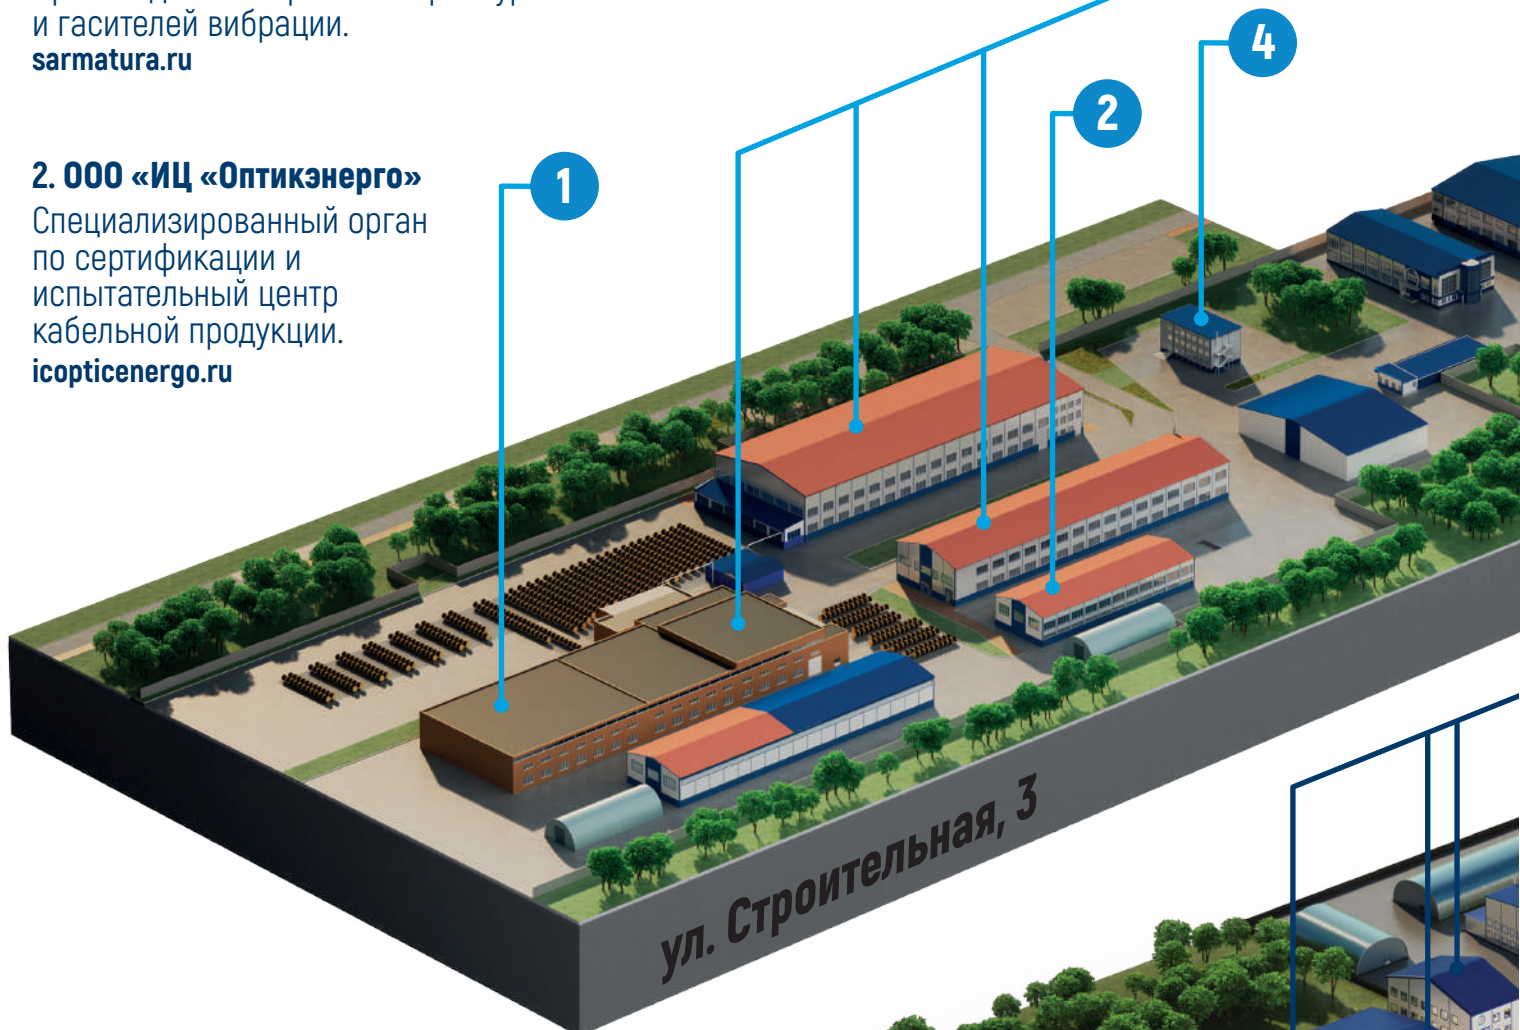 и гасителей вибрации.
sarmatura.ru
2. ООО «ИЦ «Оптикэнерго»
Специализированный орган
по сертификации и
испытательный центр
кабельной продукции.
icopticenergo.ru
1
2
4
ул. Строительная, 3